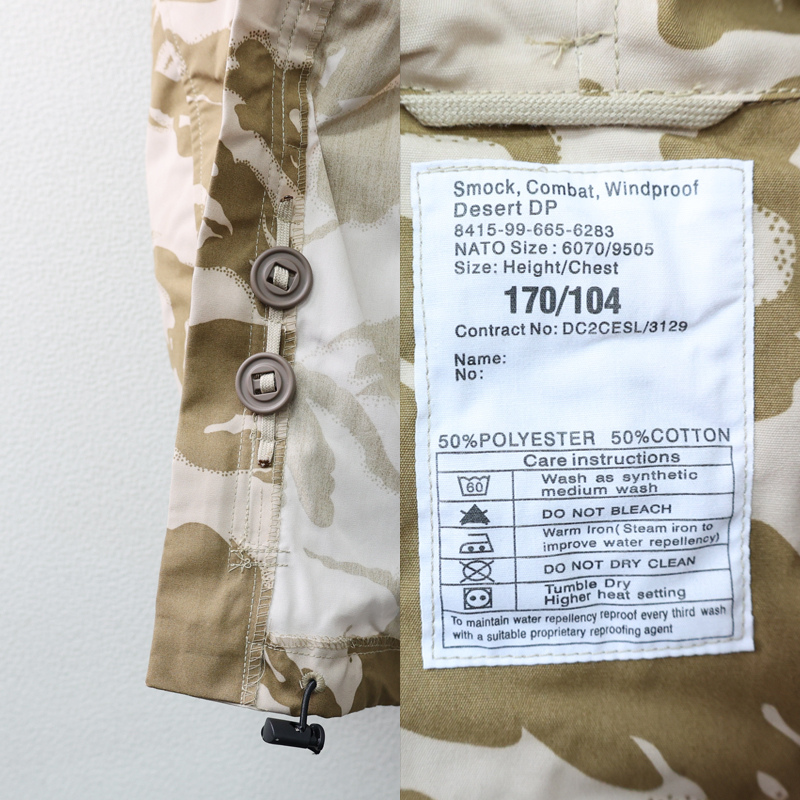 Smock, Combat, Windproof
Desert DP
8415-99-665-6283
NATO Size : 6070/9505
Size: Height/Chest
170/104
Contract No: DC2CESL/3129
Name:
No:
50%POLYESTER 50%COTTON
Care instructions
60
Wash as synthetic
medium wash
DO NOT BLEACH
Warm Iron( Steam iron to
improve water repellency)
DO NOT DRY CLEAN
Tumble Dry
Higher heat setting
To maintain water repellency reproof every third wash
with a suitable proprietary reproofing agent